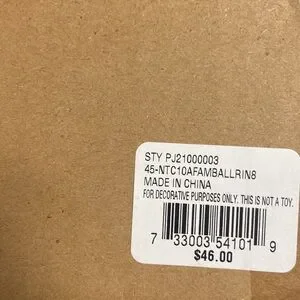 STY PJ21000003
45-NTC10AFAMBALLRIN8
MADE IN CHINA
FOR DECORATIVE PURPOSES ONLY. THIS IS NOT A TOY.
7 33003 54101 9
$46.00